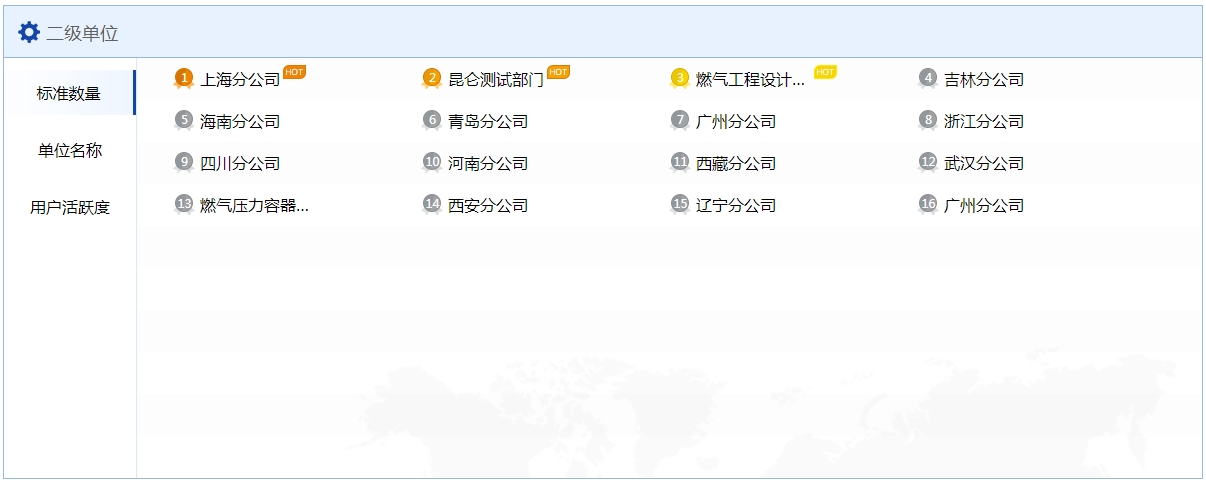 二级单位
标准数量
单位名称
用户活跃度
1 上海分公司 HOT 2 昆仑测试部门 HOT 3 燃气工程设计... HOT 4 吉林分公司
5 海南分公司 6 青岛分公司 7 广州分公司 8 浙江分公司
9 四川分公司 10 河南分公司 11 西藏分公司 12 武汉分公司
13 燃气压力容器... 14 西安分公司 15 辽宁分公司 16 广州分公司